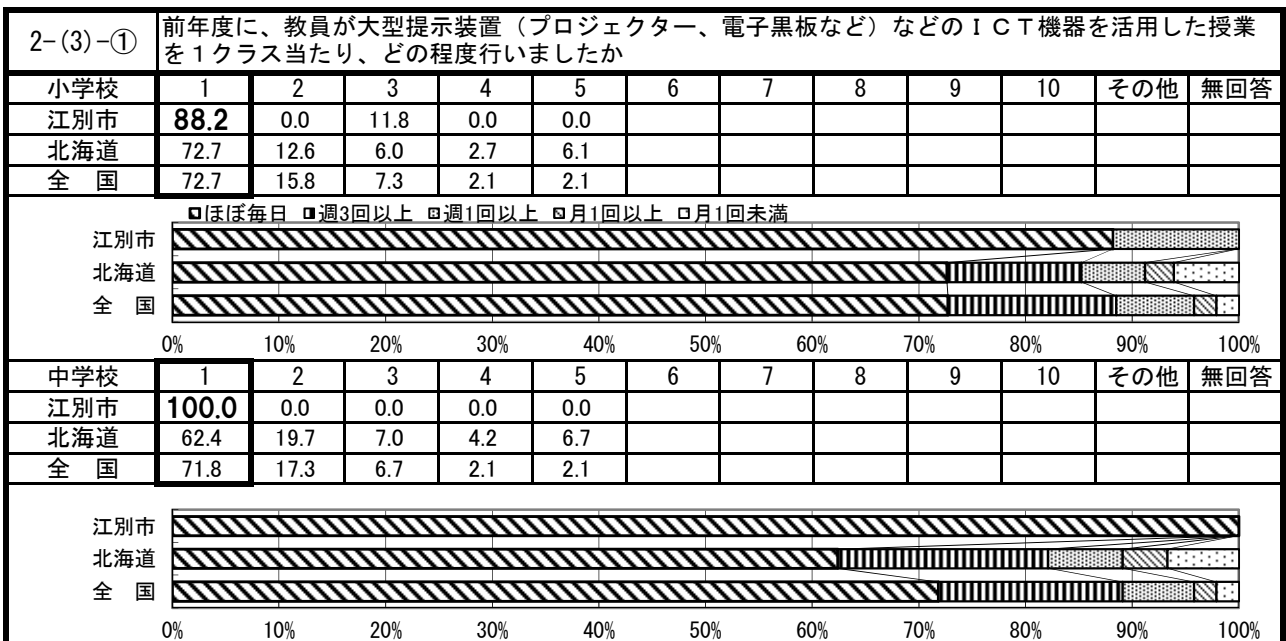 2-(3)-① 前年度に、教員が大型提示装置（プロジェクター、電子黒板など）などのＩＣＴ機器を活用した授業
を１クラス当たり、どの程度行いましたか
小学校 1 2 3 4 5 6 7 8 9 10 その他 無回答
江別市 88.2 0.0 11.8 0.0 0.0
北海道 72.7 12.6 6.0 2.7 6.1
全　国 72.7 15.8 7.3 2.1 2.1
ほぼ毎日 週3回以上 週1回以上 月1回以上 月1回未満
江別市
北海道
全　国
0% 10% 20% 30% 40% 50% 60% 70% 80% 90% 100%
中学校 1 2 3 4 5 6 7 8 9 10 その他 無回答
江別市 100.0 0.0 0.0 0.0 0.0
北海道 62.4 19.7 7.0 4.2 6.7
全　国 71.8 17.3 6.7 2.1 2.1
江別市
北海道
全　国
0% 10% 20% 30% 40% 50% 60% 70% 80% 90% 100%